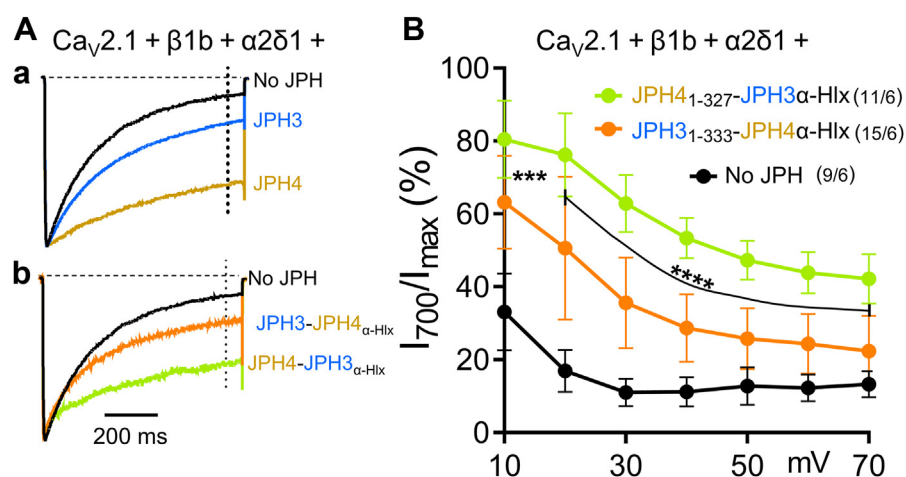 A
CaV2.1 + β1b + α2δ1 +
a
No JPH
JPH3
JPH4
b
No JPH
JPH3-JPH4α-Hlx
JPH4-JPH3α-Hlx
200 ms
B
CaV2.1 + β1b + α2δ1 +
I700/Imax (%)
100
80
60
40
20
0
JPH41-327-JPH3α-Hlx (11/6)
JPH31-333-JPH4α-Hlx (15/6)
No JPH (9/6)
***
****
10 30 50 mV 70